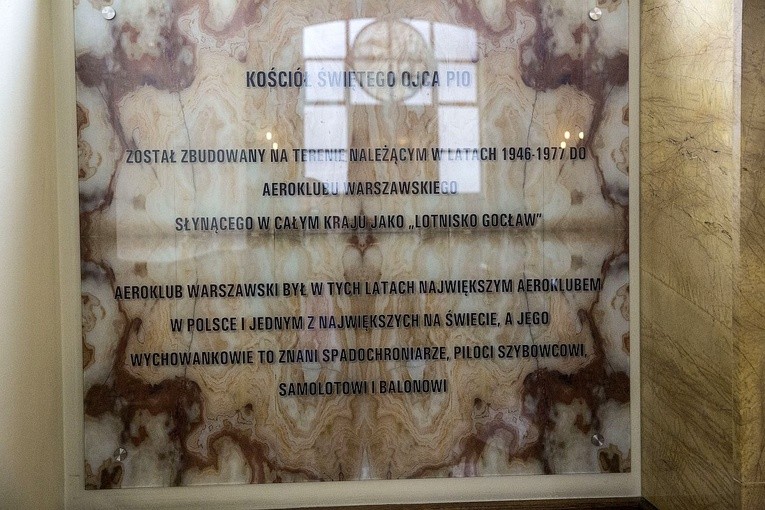 KOŚCIÓŁ ŚWIĘTEGO OJCA PIO
ZOSTAŁ ZBUDOWANY NA TERENIE NALEŻĄCYM W LATACH 1946-1977 DO
AEROKLUBU WARSZAWSKIEGO
SŁYNĄCEGO W CAŁYM KRAJU JAKO „LOTNISKO GOCŁAW”
AEROKLUB WARSZAWSKI BYŁ W TYCH LATACH NAJWIĘKSZYM AEROKLUBEM
W POLSCE I JEDNYM Z NAJWIĘKSZYCH NA ŚWIECIE, A JEGO
WYCHOWANKOWIE TO ZNANI SPADOCHRONIARZE, PILOCI SZYBOWCOWI,
SAMOLOTOWI I BALONOWI